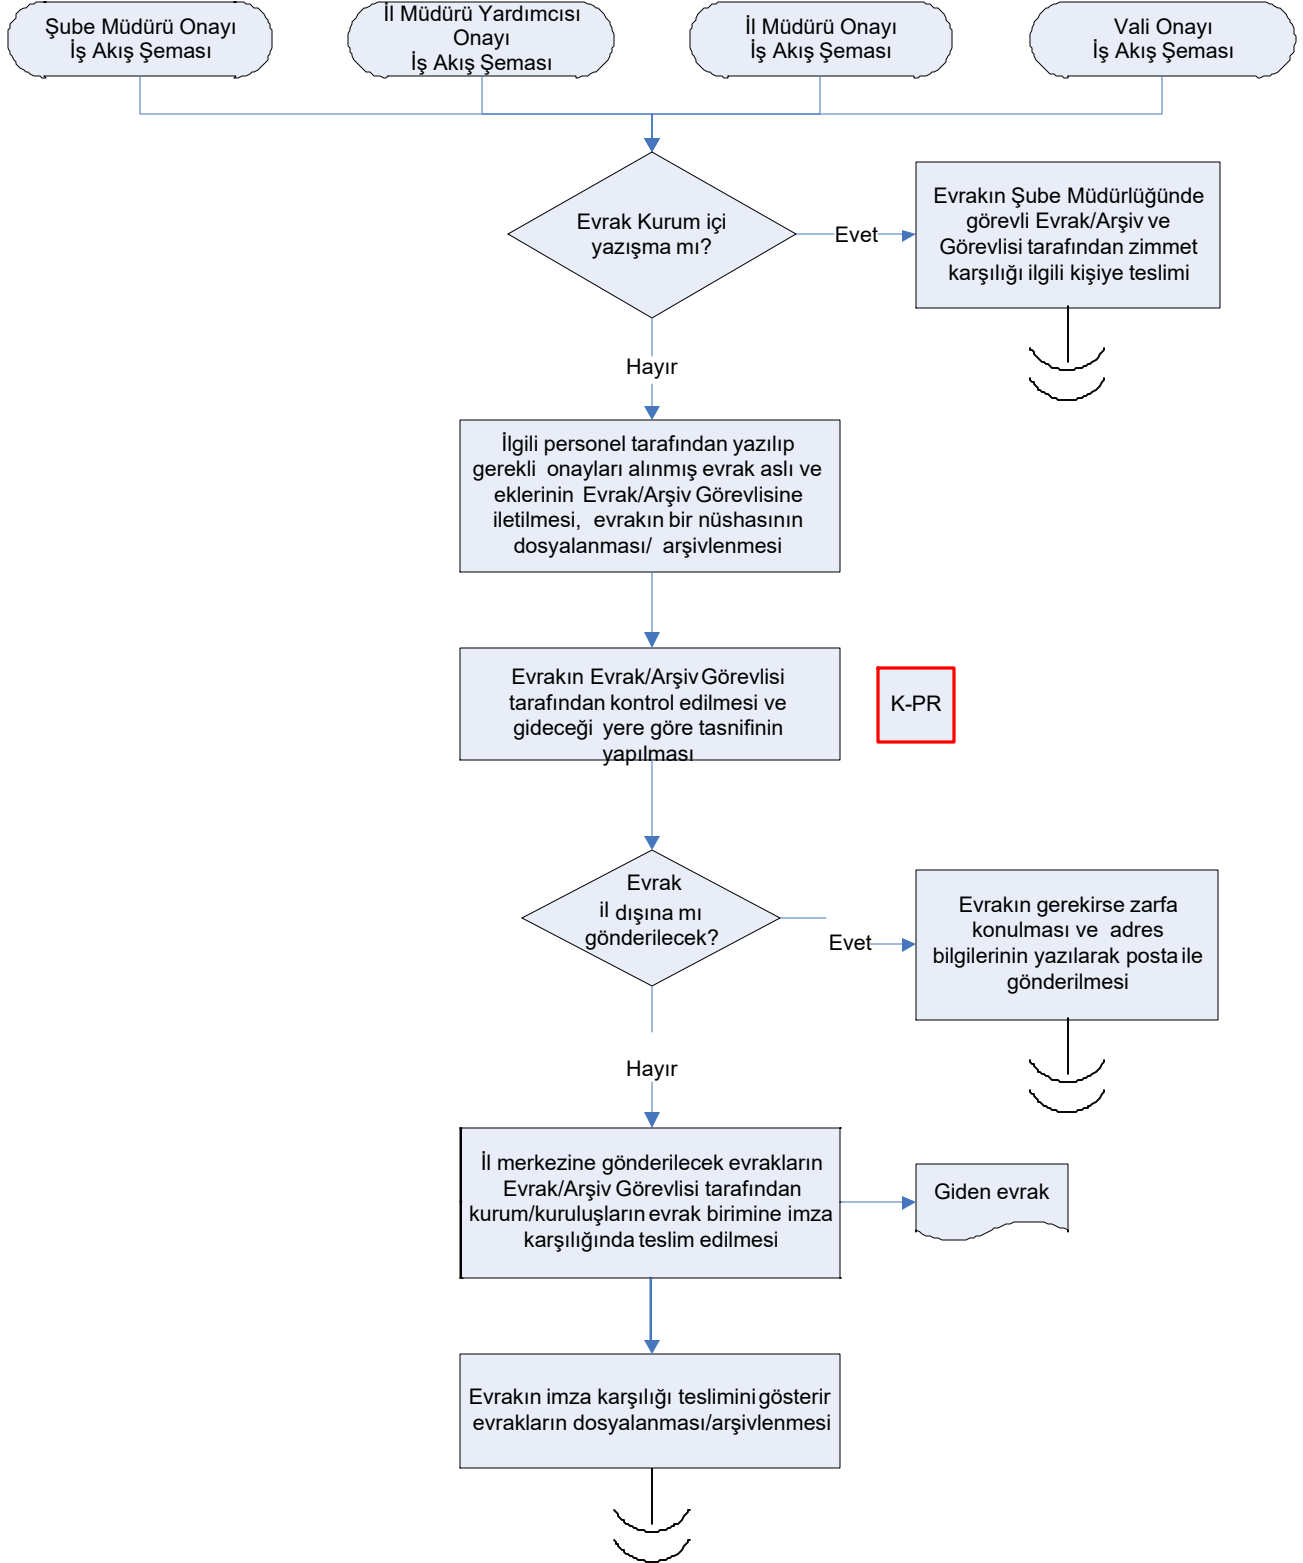 Şube Müdürü Onayı
İş Akış Şeması
İl Müdürü Yardımcısı
Onayı
İş Akış Şeması
İl Müdürü Onayı
İş Akış Şeması
Vali Onayı
İş Akış Şeması
Evrak Kurum içi
yazışma mı?
Evet
Evrakın Şube Müdürlüğünde
görevli Evrak/Arşiv ve
Görevlisi tarafından zimmet
karşılığı ilgili kişiye teslimi
Hayır
İlgili personel tarafından yazılıp
gerekli onayları alınmış evrak aslı ve
eklerinin Evrak/Arşiv Görevlisine
iletilmesi, evrakın bir nüshasının
dosyalanması/ arşivlenmesi
Evrakın Evrak/Arşiv Görevlisi
tarafından kontrol edilmesi ve
gideceği yere göre tasnifinin
yapılması
K-PR
Evrak
il dışına mı
gönderilecek?
Evet
Evrakın gerekirse zarfa
konulması ve adres
bilgilerinin yazılarak posta ile
gönderilmesi
Hayır
İl merkezine gönderilecek evrakların
Evrak/Arşiv Görevlisi tarafından
kurum/kuruluşların evrak birimine imza
karşılığında teslim edilmesi
Giden evrak
Evrakın imza karşılığı teslimini gösterir
evrakların dosyalanması/arşivlenmesi